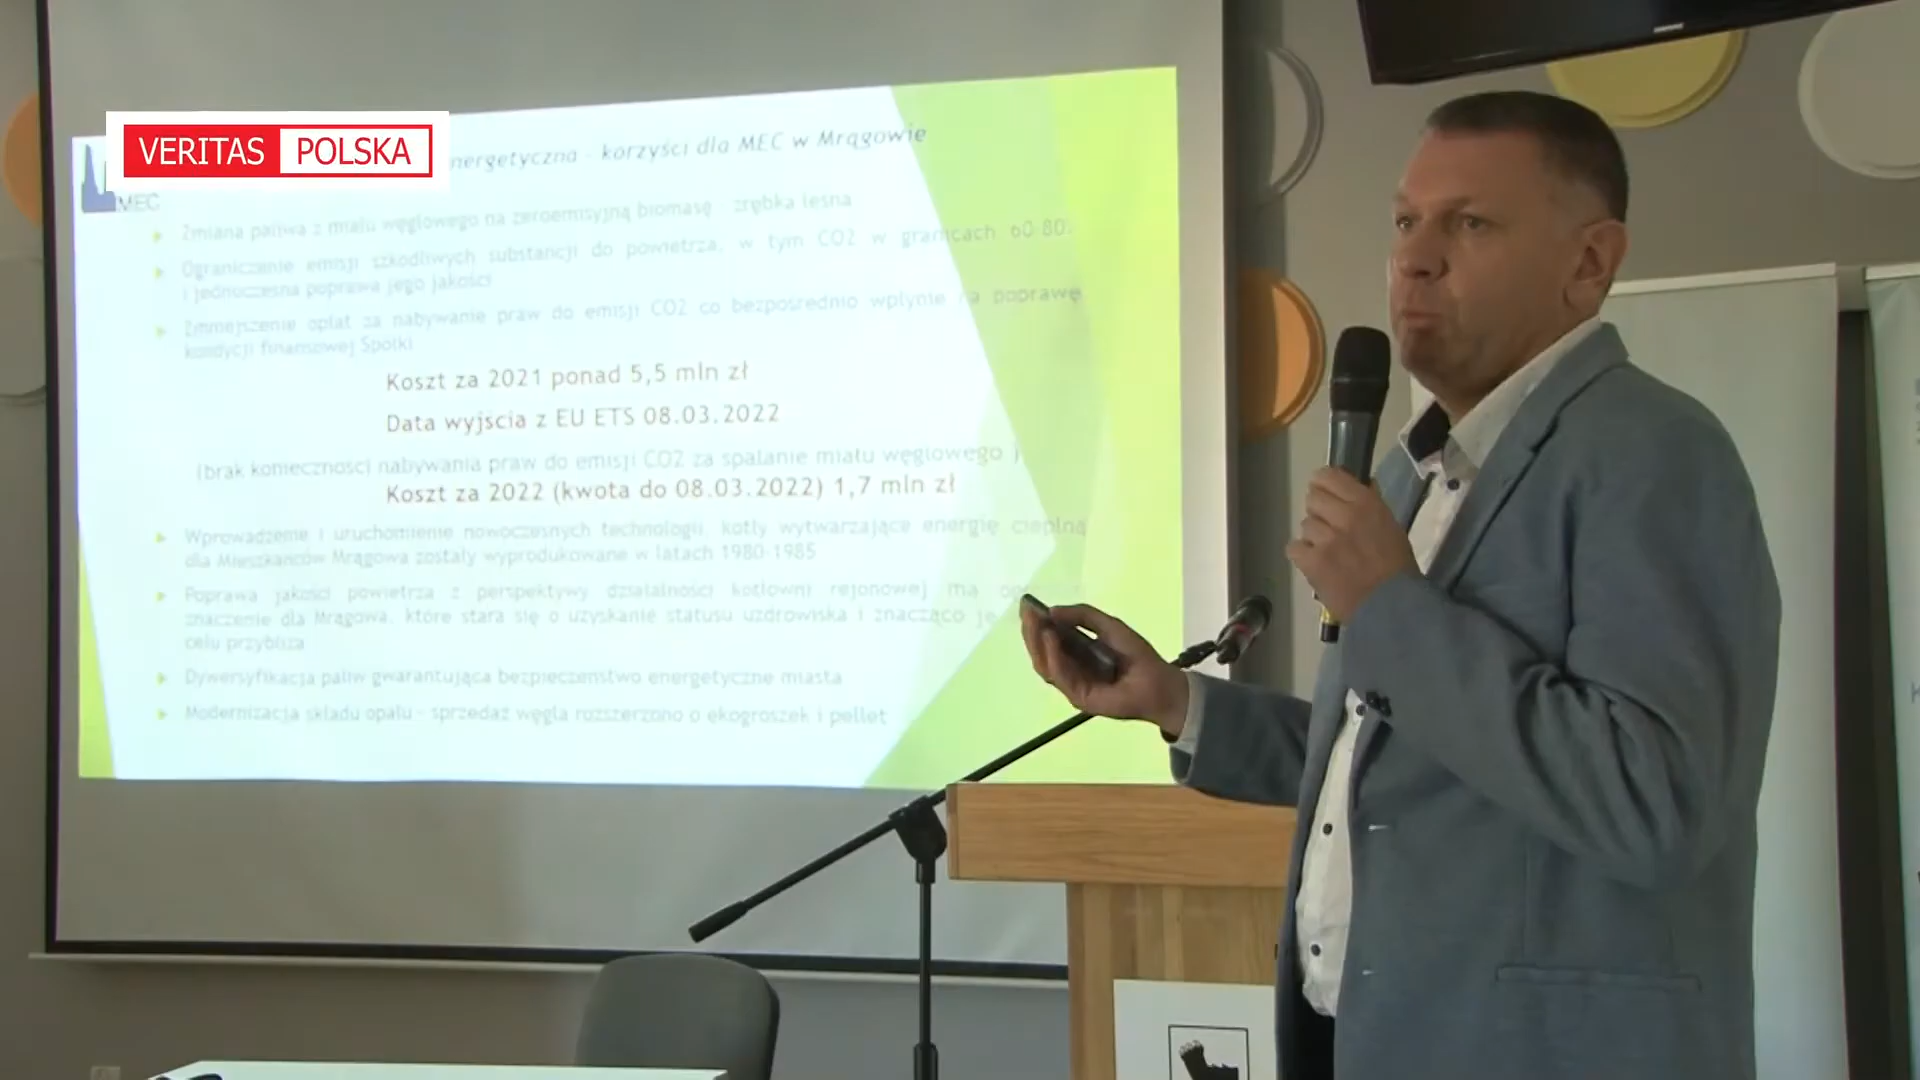 VERITAS POLSKA
nergetyczna - korzyści dla MEC w Mrągowie
MEC
Zmiana paliwa z miału węglowego na zeroemisyjną biomasę - zrębka leśna
Ograniczenie emisji szkodliwych substancji do powietrza, w tym CO2 w granicach 60-80%
i jednoczesna poprawa jego jakości
Zmniejszenie opłat za nabywanie praw do emisji CO2 co bezpośrednio wpłynie na poprawę
kondycji finansowej Spółki
Koszt za 2021 ponad 5,5 mln zł
Data wyjścia z EU ETS 08.03.2022
(brak konieczności nabywania praw do emisji CO2 za spalanie miału węglowego )
Koszt za 2022 (kwota do 08.03.2022) 1,7 mln zł
Wprowadzenie i uruchomienie nowoczesnych technologii, kotły wytwarzające energię cieplną
dla Mieszkańców Mrągowa zostały wyprodukowane w latach 1980-1985
Poprawa jakości powietrza z perspektywy działalności kotłowni rejonowej ma
znaczenie dla Mrągowa, które stara się o uzyskanie statusu uzdrowiska i znacząco je
celu przybliża
Dywersyfikacja paliw gwarantująca bezpieczeństwo energetyczne miasta
Modernizacja składu opału - sprzedaż węgla rozszerzono o ekogroszek i pellet